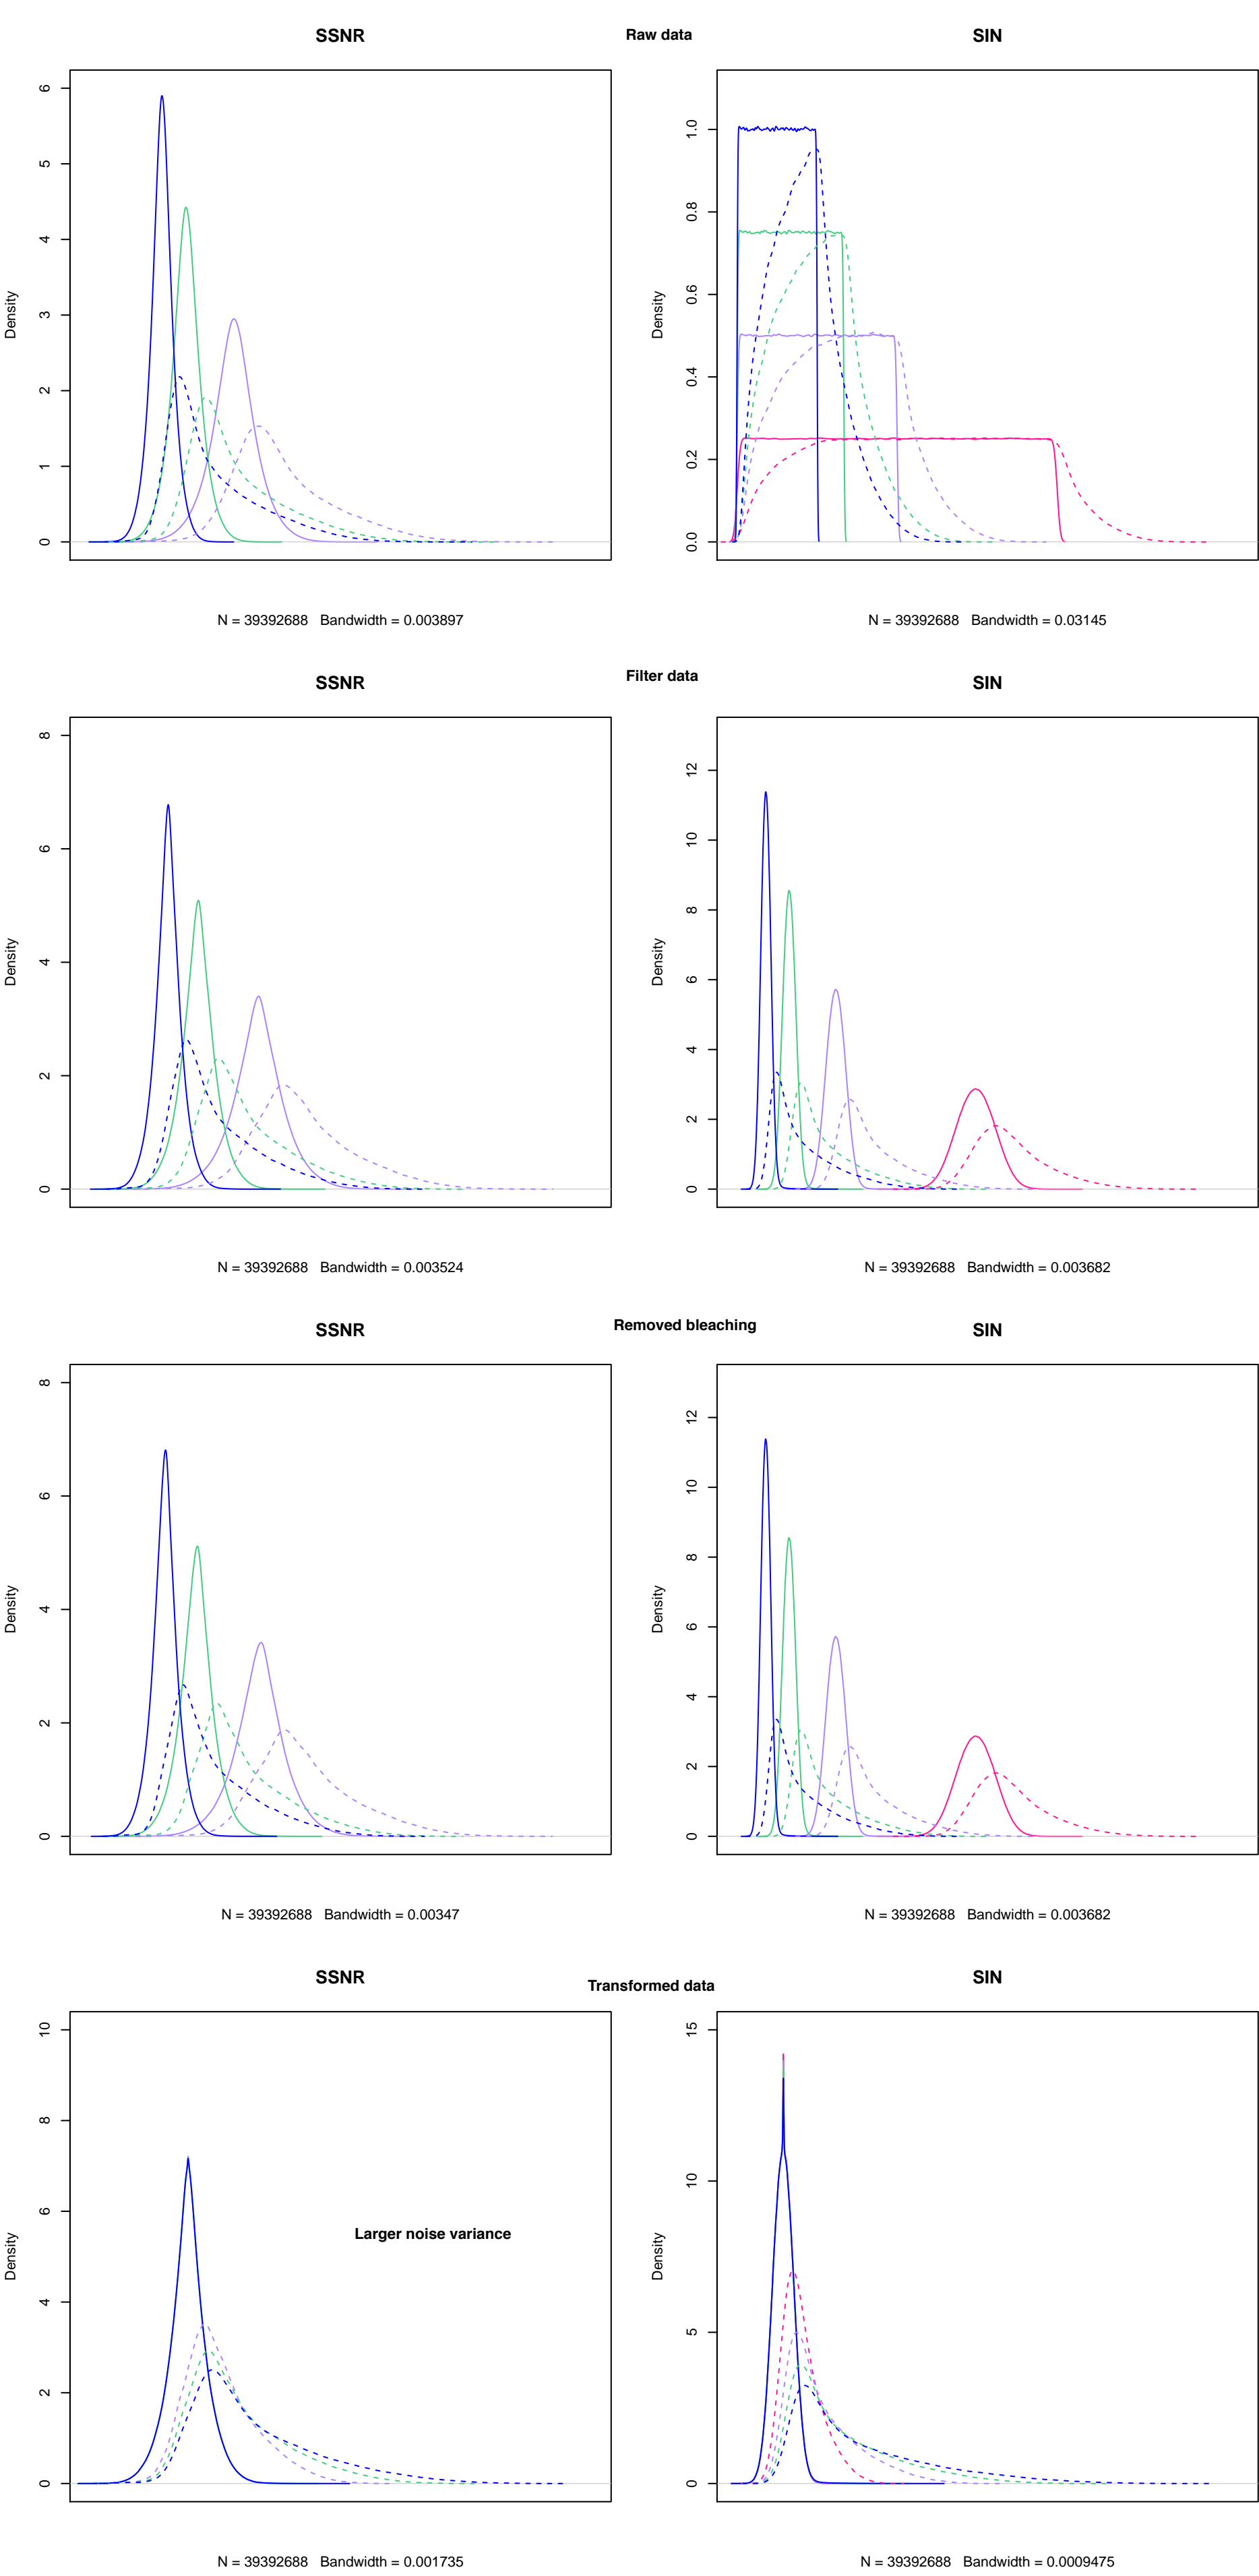 SSNR
Raw data
SIN
6
5
4
3
2
1
0
Density
1.0
0.8
0.6
0.4
0.2
0.0
Density
N = 39392688 Bandwidth = 0.003897
N = 39392688 Bandwidth = 0.03145
SSNR
Filter data
SIN
8
6
4
2
0
Density
12
10
8
6
4
2
0
Density
N = 39392688 Bandwidth = 0.003524
N = 39392688 Bandwidth = 0.003682
SSNR
Removed bleaching
SIN
8
6
4
2
0
Density
12
10
8
6
4
2
0
Density
N = 39392688 Bandwidth = 0.00347
N = 39392688 Bandwidth = 0.003682
SSNR
Transformed data
SIN
10
8
6
4
2
0
Density
Larger noise variance
15
10
5
0
Density
N = 39392688 Bandwidth = 0.001735
N = 39392688 Bandwidth = 0.0009475